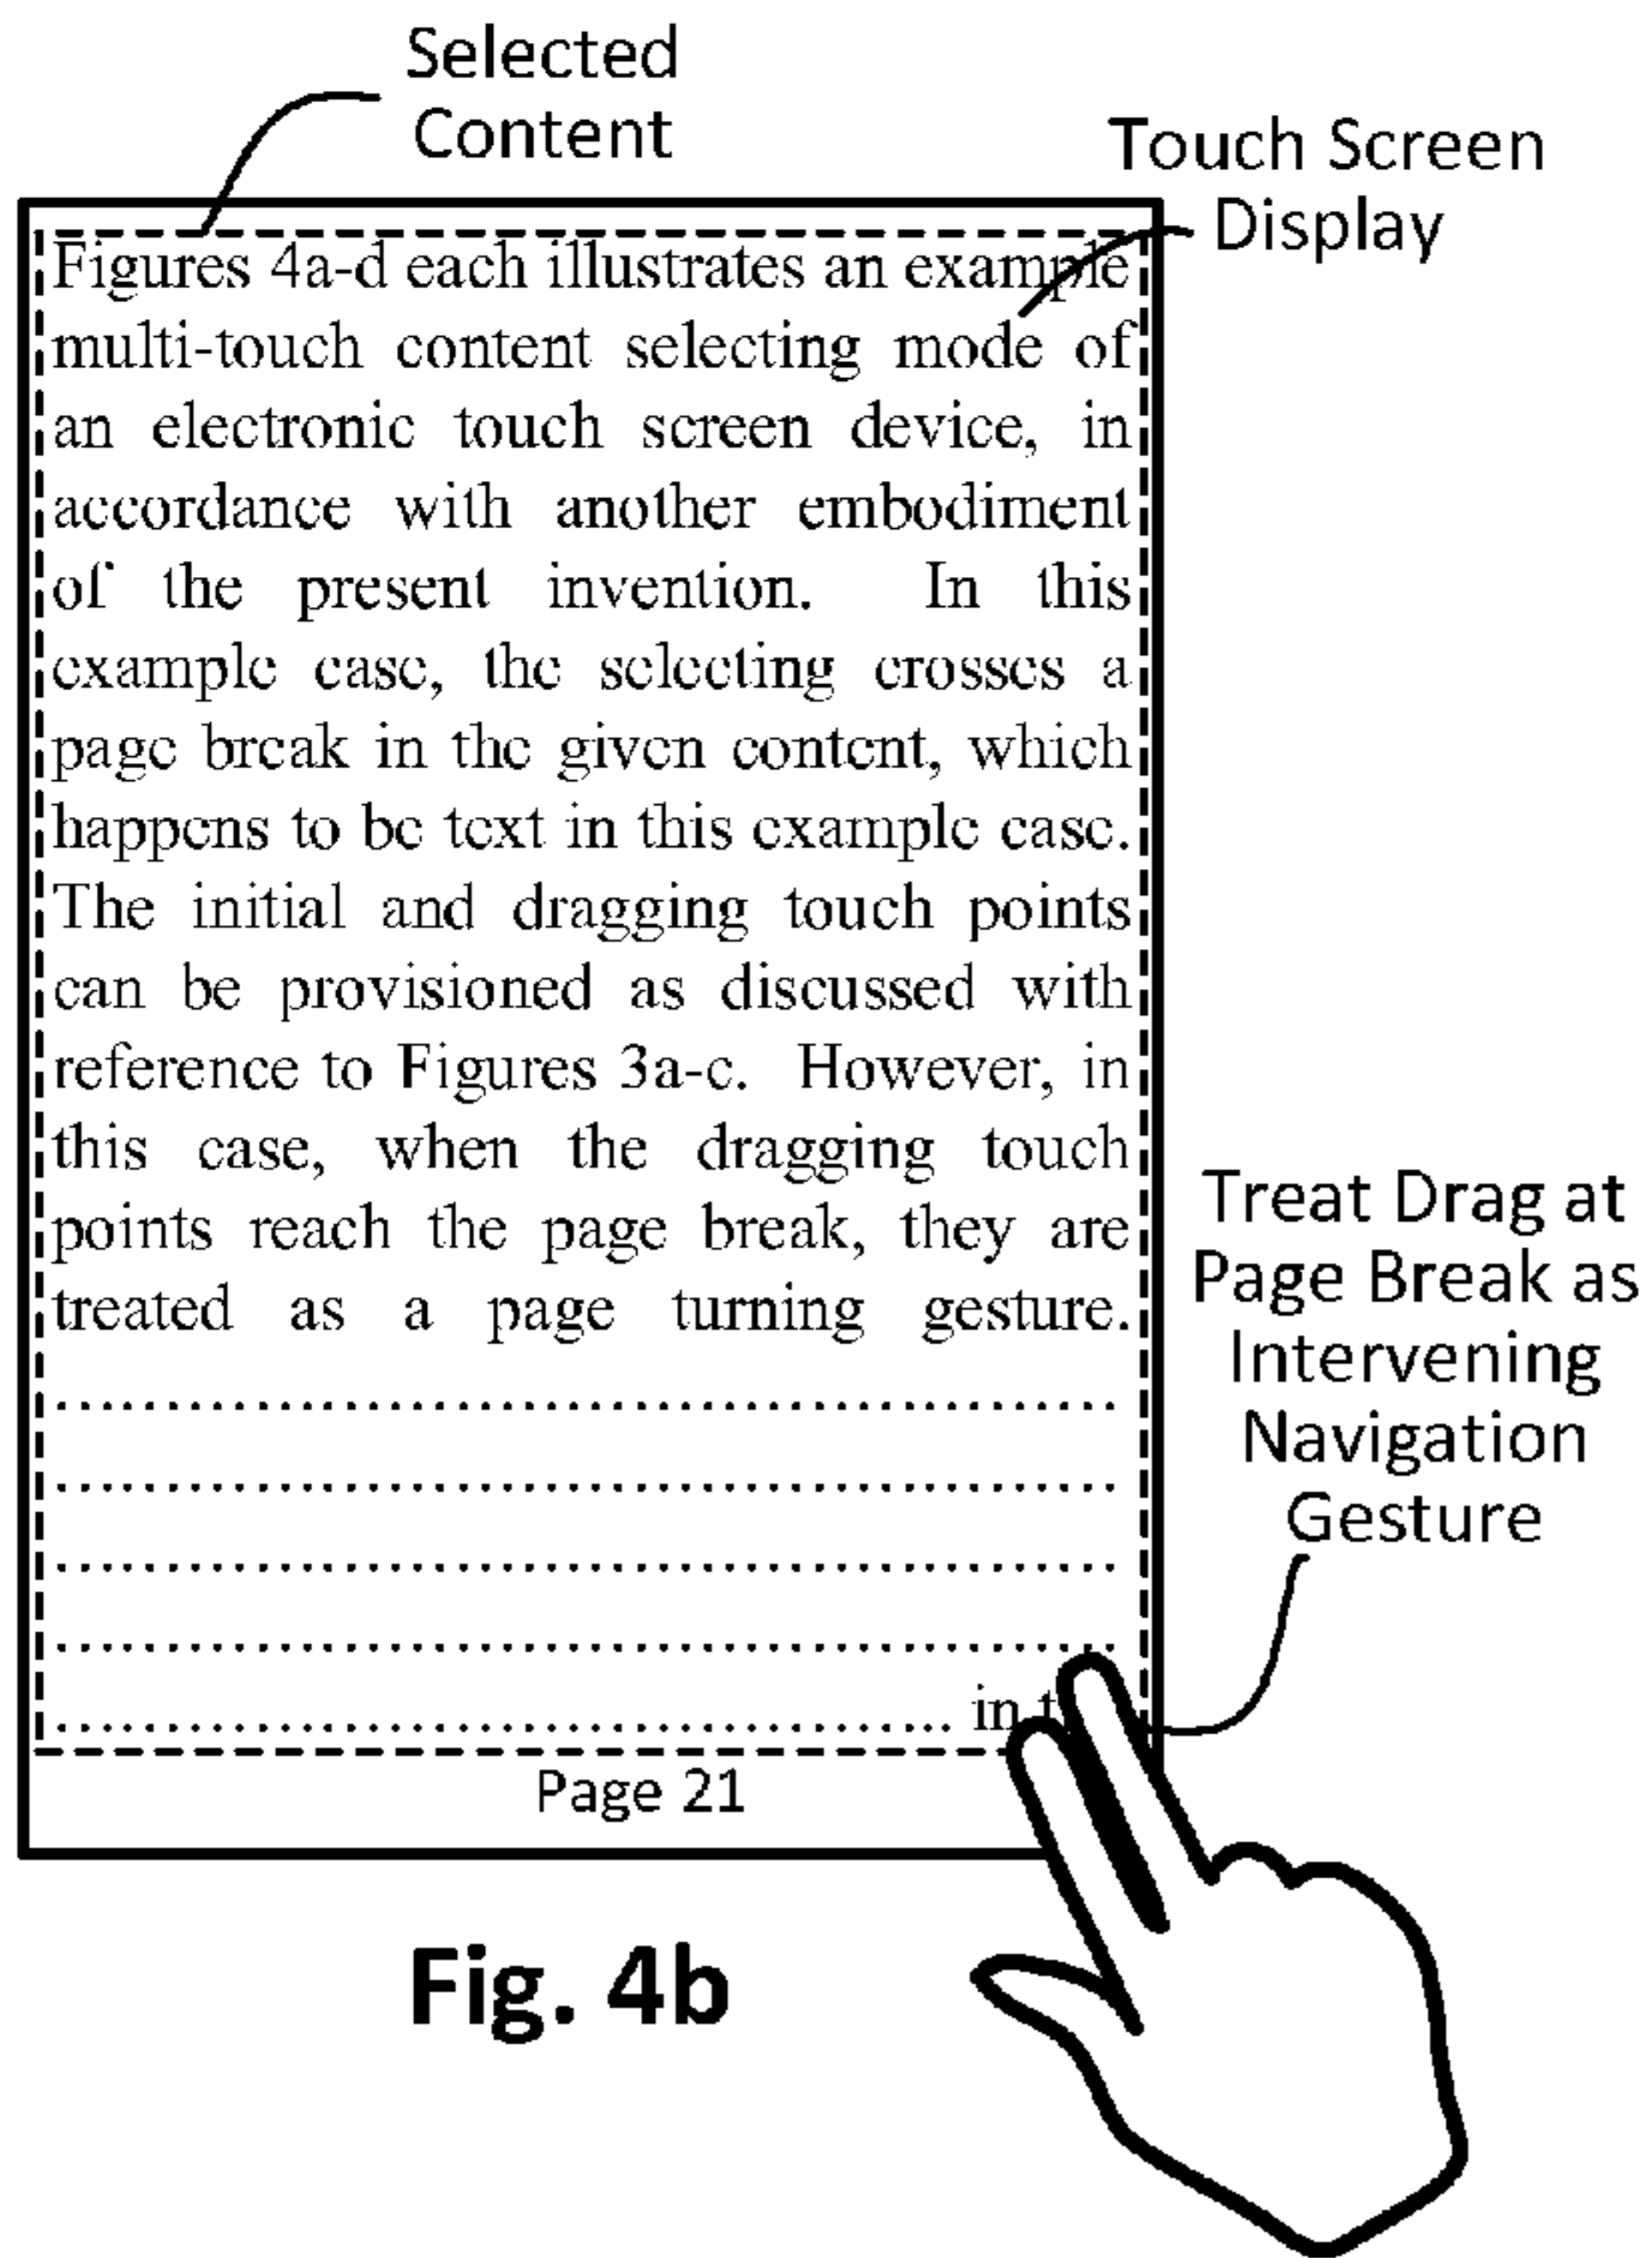 Selected
Content
Touch Screen
Display
Figures 4a-d each illustrates an example
multi-touch content selecting mode of
an electronic touch screen device, in
accordance with another embodiment
of the present invention. In this
example case, the selecting crosses a
page break in the given content, which
happens to be text in this example case.
The initial and dragging touch points
can be provisioned as discussed with
reference to Figures 3a-c. However, in
this case, when the dragging touch
points reach the page break, they are
treated as a page turning gesture.
in
Page 21
Treat Drag at
Page Break as
Intervening
Navigation
Gesture
Fig. 4b